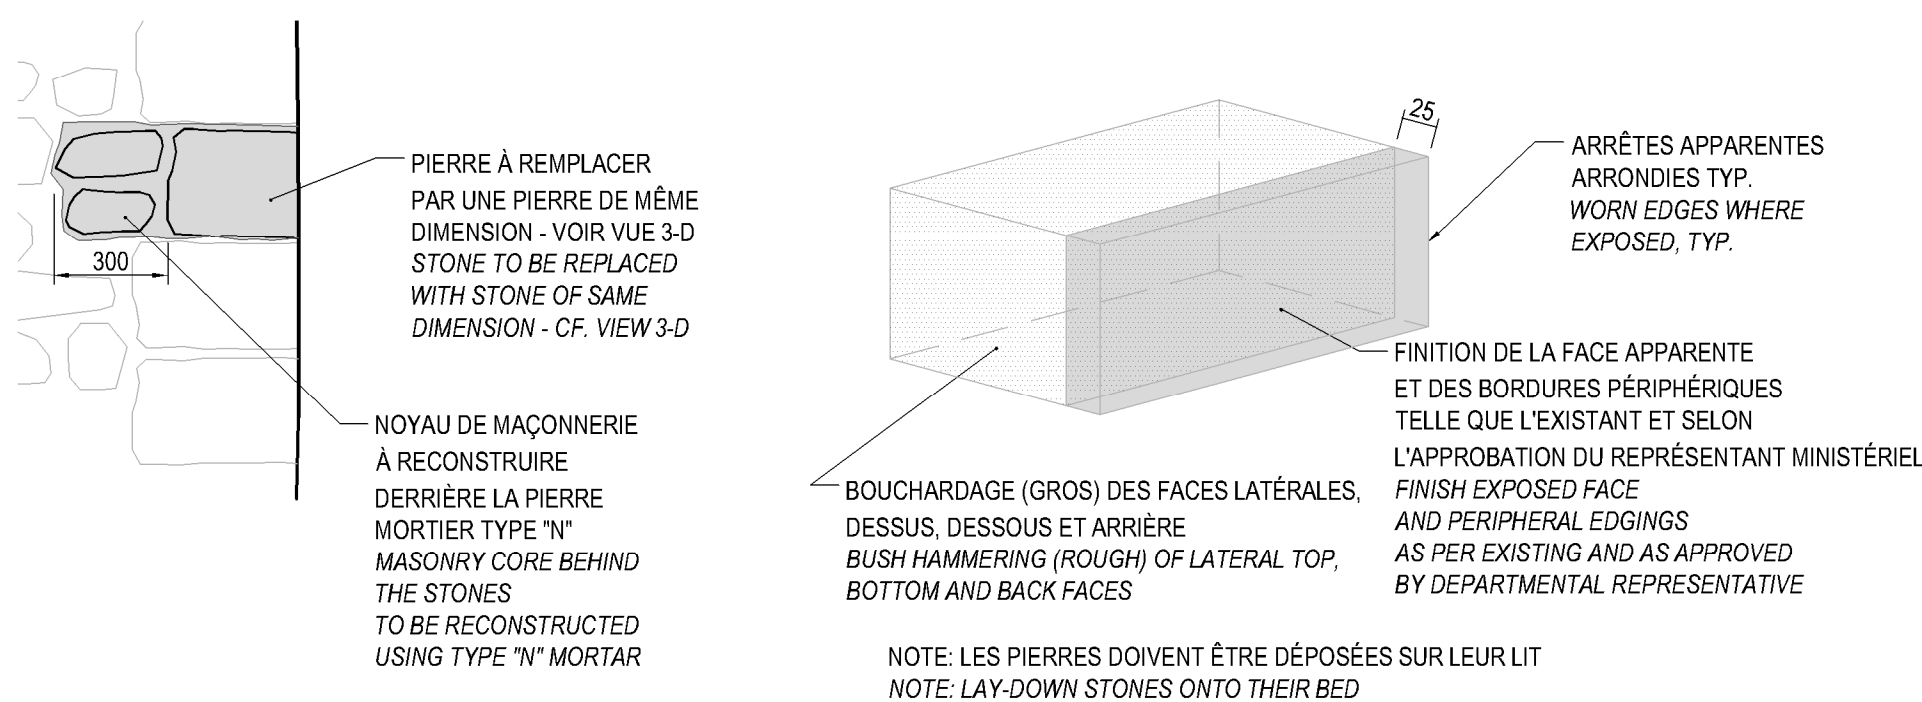 PIERRE À REMPLACER
PAR UNE PIERRE DE MÊME
DIMENSION - VOIR VUE 3-D
STONE TO BE REPLACED
WITH STONE OF SAME
DIMENSION - CF. VIEW 3-D
300
NOYAU DE MAÇONNERIE
À RECONSTRUIRE
DERRIÈRE LA PIERRE
MORTIER TYPE "N"
MASONRY CORE BEHIND
THE STONES
TO BE RECONSTRUCTED
USING TYPE "N" MORTAR
25
ARRÊTES APPARENTES
ARRONDIES TYP.
WORN EDGES WHERE
EXPOSED, TYP.
FINITION DE LA FACE APPARENTE
ET DES BORDURES PÉRIPHÉRIQUES
TELLE QUE L'EXISTANT ET SELON
L'APPROBATION DU REPRÉSENTANT MINISTÉRIEL
FINISH EXPOSED FACE
AND PERIPHERAL EDGINGS
AS PER EXISTING AND AS APPROVED
BY DEPARTMENTAL REPRESENTATIVE
BOUCHARDAGE (GROS) DES FACES LATÉRALES,
DESSUS, DESSOUS ET ARRIÈRE
BUSH HAMMERING (ROUGH) OF LATERAL TOP,
BOTTOM AND BACK FACES
NOTE: LES PIERRES DOIVENT ÊTRE DÉPOSÉES SUR LEUR LIT
NOTE: LAY-DOWN STONES ONTO THEIR BED